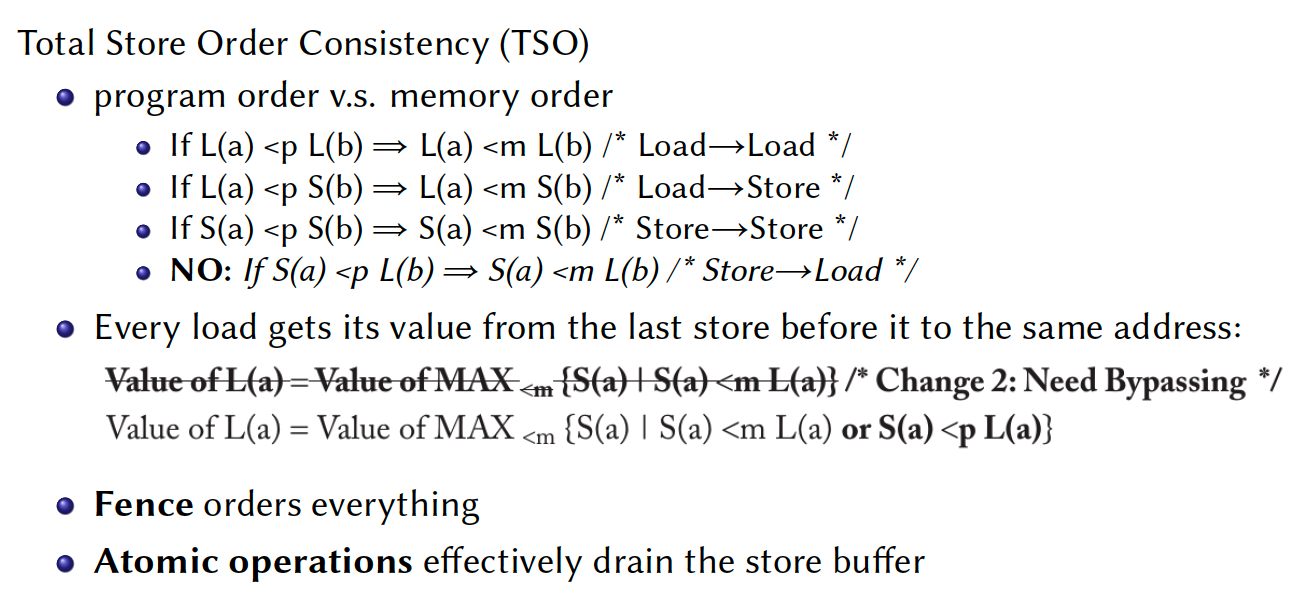 Total Store Order Consistency (TSO)
program order v.s. memory order
If L(a) <p L(b) ⟹ L(a) <m L(b) /* Load→Load */
If L(a) <p S(b) ⟹ L(a) <m S(b) /* Load→Store */
If S(a) <p S(b) ⟹ S(a) <m S(b) /* Store→Store */
NO: If S(a) <p L(b) ⟹ S(a) <m L(b) /* Store→Load */
Every load gets its value from the last store before it to the same address:
Value of L(a) = Value of MAX <m {S(a) | S(a) <m L(a)} /* Change 2: Need Bypassing */
Value of L(a) = Value of MAX <m {S(a) | S(a) <m L(a) or S(a) <p L(a)}
Fence orders everything
Atomic operations effectively drain the store buffer